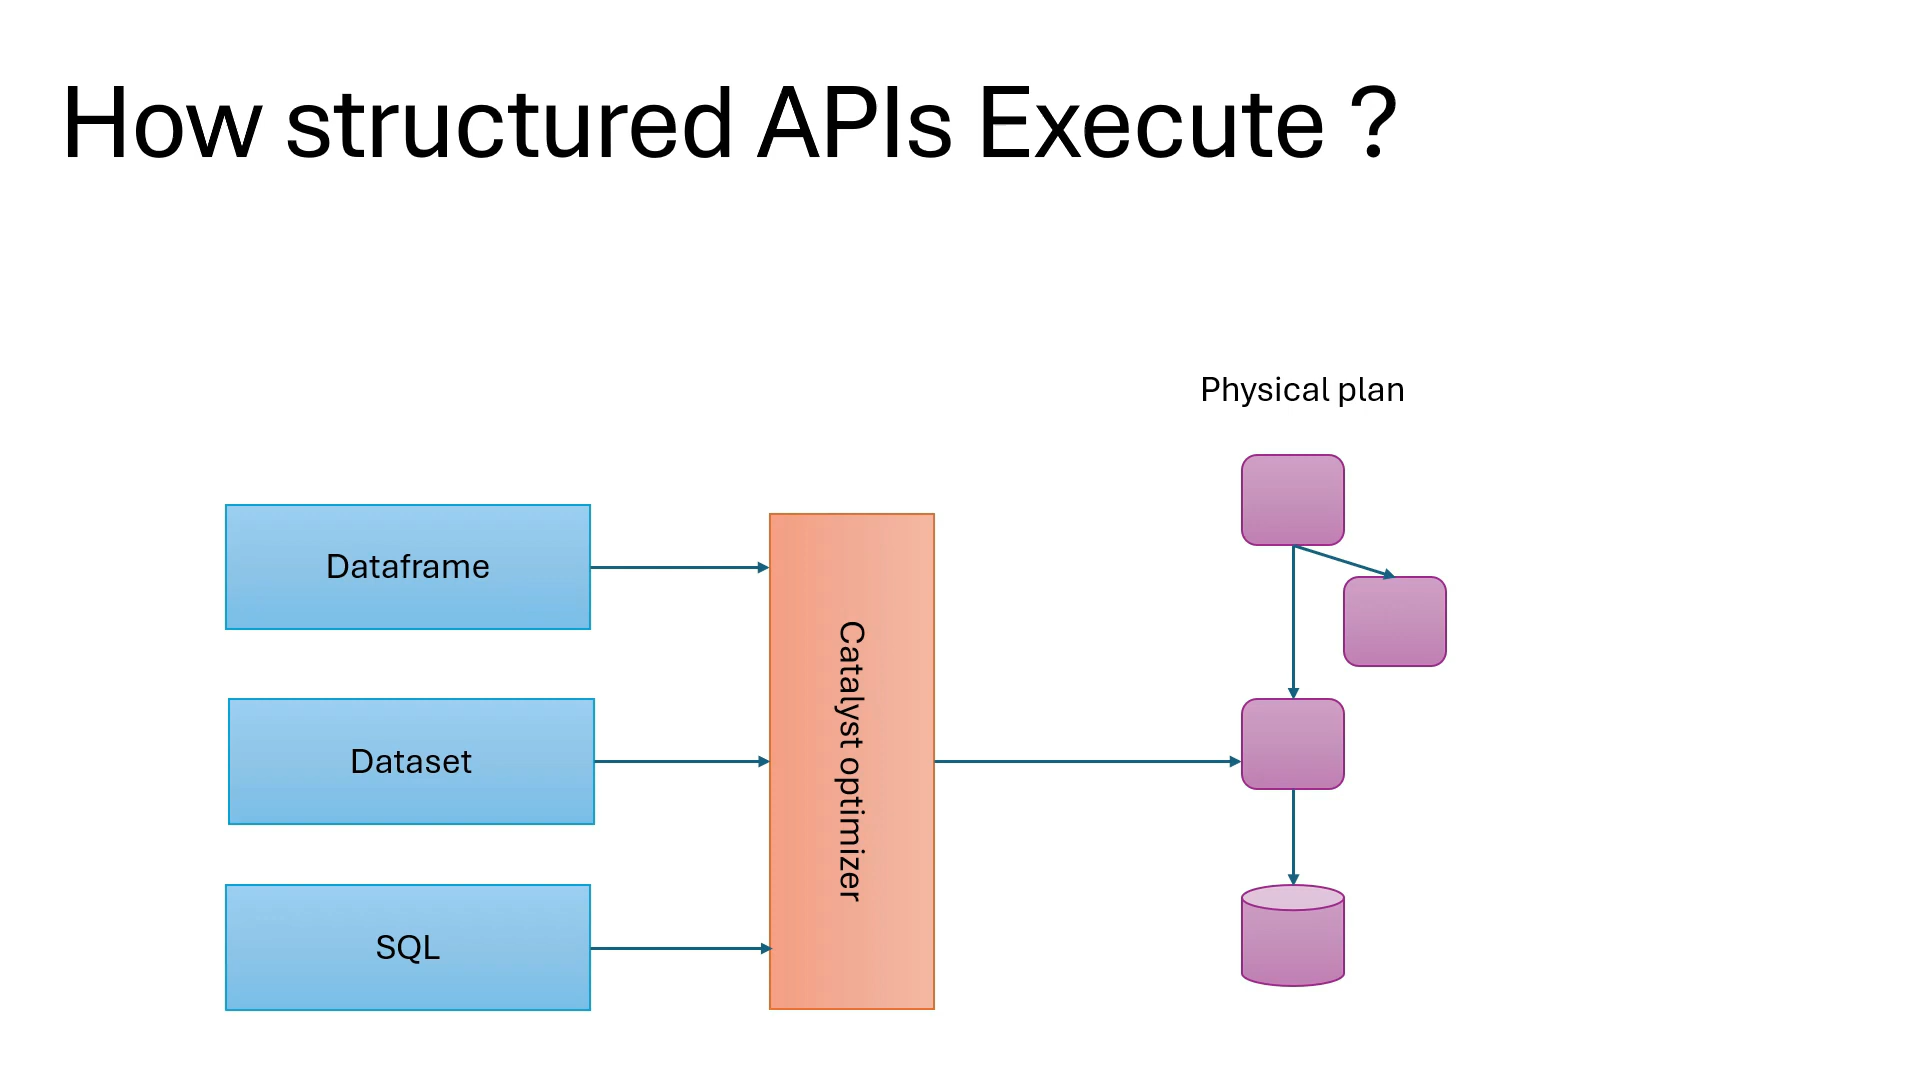 How structured APIs Execute ?
Physical plan
Dataframe
Dataset
SQL
Catalyst optimizer